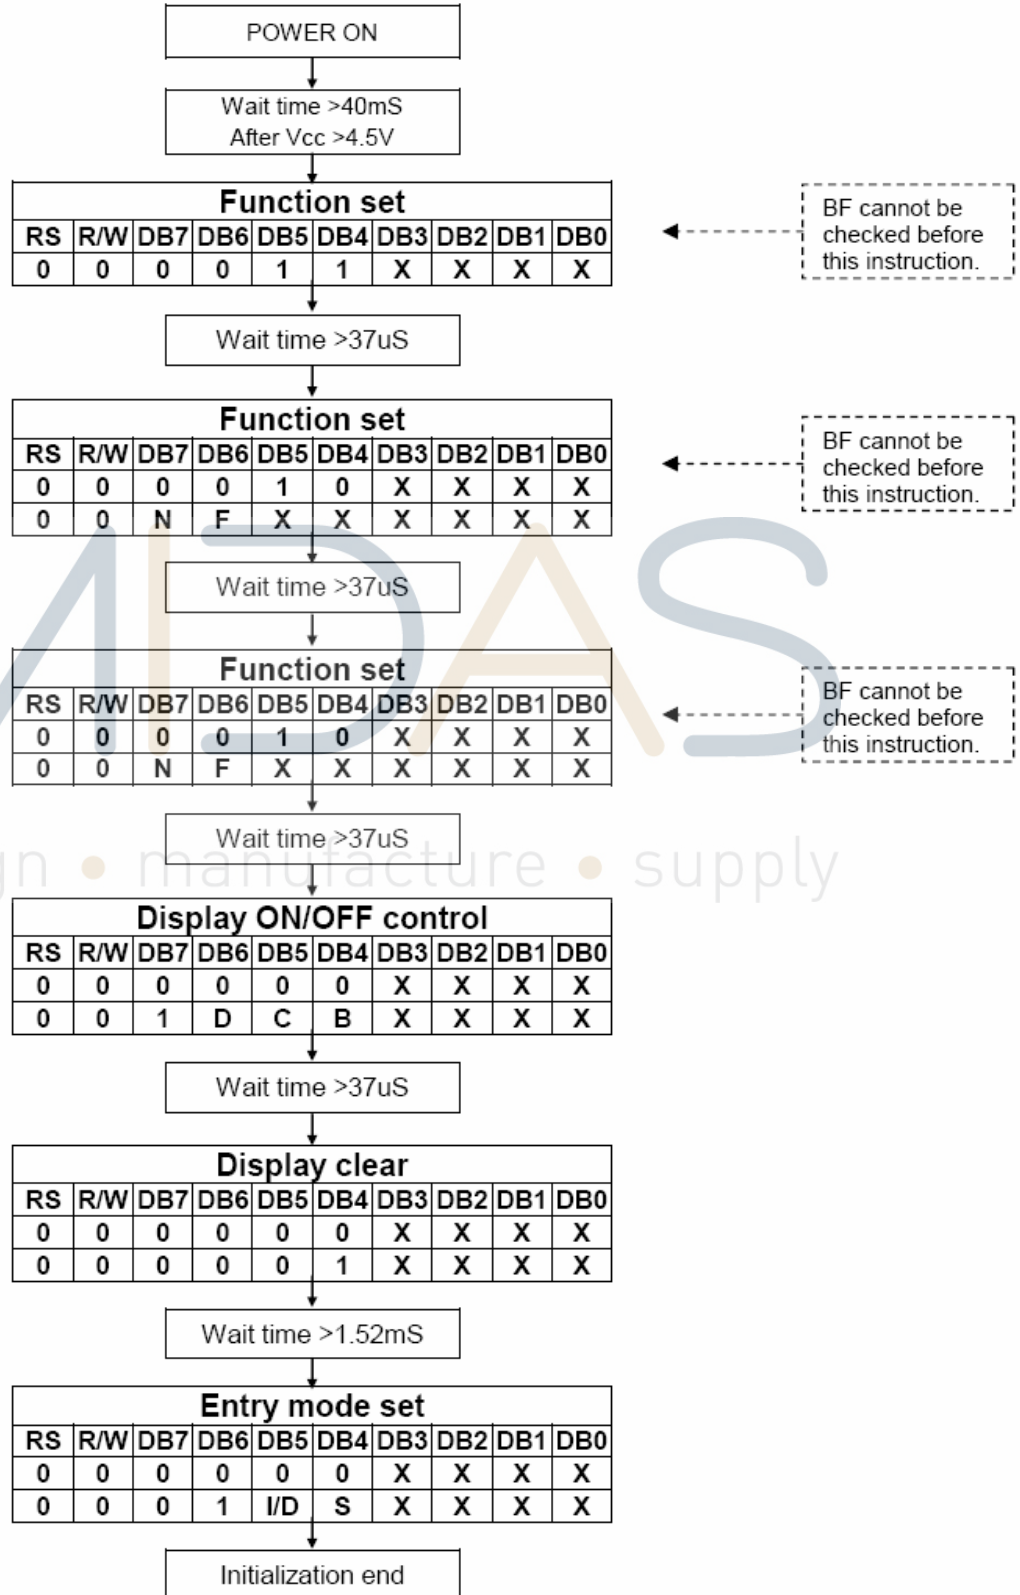 POWER ON
Wait time >40mS
After Vcc >4.5V
Function set
RS R/W DB7 DB6 DB5 DB4 DB3 DB2 DB1 DB0
0 0 0 0 1 1 X X X X
BF cannot be
checked before
this instruction.
Wait time >37uS
Function set
RS R/W DB7 DB6 DB5 DB4 DB3 DB2 DB1 DB0
0 0 0 0 1 0 X X X X
0 0 N F X X X X X X
BF cannot be
checked before
this instruction.
Wait time >37uS
Function set
RS R/W DB7 DB6 DB5 DB4 DB3 DB2 DB1 DB0
0 0 0 0 1 0 X X X X
0 0 N F X X X X X X
BF cannot be
checked before
this instruction.
MIDAS
Wait time >37uS
gn • manufacture • supply
Display ON/OFF control
RS R/W DB7 DB6 DB5 DB4 DB3 DB2 DB1 DB0
0 0 0 0 0 0 X X X X
0 0 1 D C B X X X X
Wait time >37uS
Display clear
RS R/W DB7 DB6 DB5 DB4 DB3 DB2 DB1 DB0
0 0 0 0 0 0 X X X X
0 0 0 0 0 1 X X X X
Wait time >1.52mS
Entry mode set
RS R/W DB7 DB6 DB5 DB4 DB3 DB2 DB1 DB0
0 0 0 0 0 0 X X X X
0 0 0 1 I/D S X X X X
Initialization end